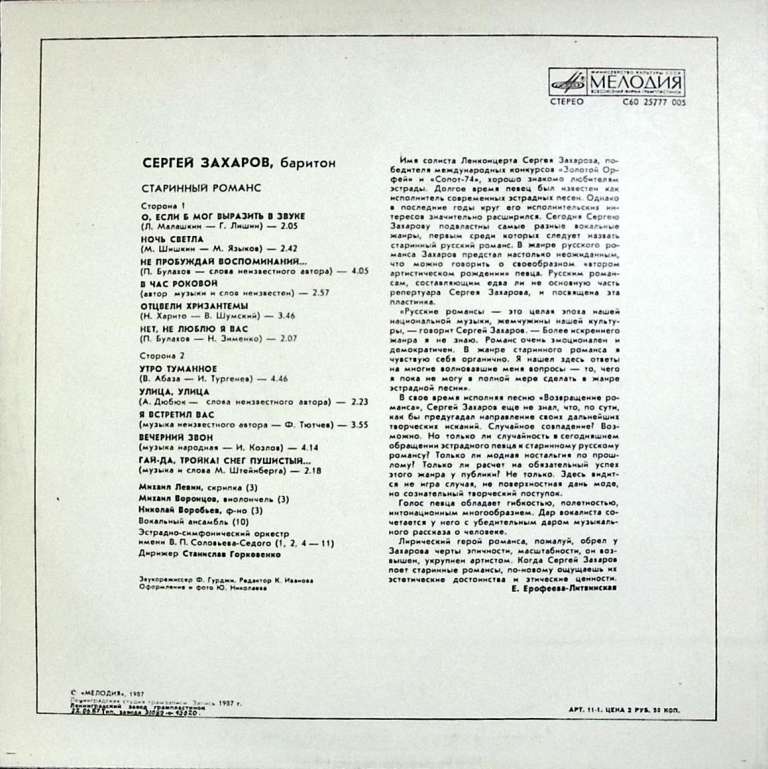 МИНИСТЕРСТВО КУЛЬТУРЫ СССР
МЕЛОДИЯ
ВСЕСОЮЗНАЯ ФИРМА ГРАМПЛАСТИНОК
СТЕРЕО С60 25777 005
СЕРГЕЙ ЗАХАРОВ, баритон
СТАРИННЫЙ РОМАНС
Сторона 1
О, ЕСЛИ Б МОГ ВЫРАЗИТЬ В ЗВУКЕ
(Л. Малашкин — Г. Лишин) — 2.05
НОЧЬ СВЕТЛА
(М. Шишкин — М. Языков) — 2.42
НЕ ПРОБУЖДАЙ ВОСПОМИНАНИЙ...
(П. Булахов — слова неизвестного автора) — 4.05
В ЧАС РОКОВОЙ
(автор музыки и слов неизвестен) — 2.57
ОТЦВЕЛИ ХРИЗАНТЕМЫ
(Н. Харито — В. Шумский) — 3.46
НЕТ, НЕ ЛЮБЛЮ Я ВАС
(П. Булахов — Н. Зименко) — 2.07
Сторона 2
УТРО ТУМАННОЕ
(В. Абаза — И. Тургенев) — 4.46
УЛИЦА, УЛИЦА
(А. Дюбюк — слова неизвестного автора) — 2.23
Я ВСТРЕТИЛ ВАС
(музыка неизвестного автора — Ф. Тютчев) — 3.55
ВЕЧЕРНИЙ ЗВОН
(музыка народная — И. Козлов) — 4.14
ГАЙ-ДА, ТРОЙКА! СНЕГ ПУШИСТЫЙ...
(музыка и слова М. Штейнберга) — 2.18
Михаил Левин, скрипка (3)
Михаил Воронцов, виолончель (3)
Николай Воробьев, ф-но (3)
Вокальный ансамбль (10)
Эстрадно-симфонический оркестр
имени В. П. Соловьева-Седого (1, 2, 4 — 11)
Дирижер Станислав Горковенко
Звукорежиссер Ф. Гурджи. Редактор К. Иванова
Оформление и фото Ю. Николаева
Имя солиста Ленконцерта Сергея Захарова, по-
бедителя международных конкурсов «Золотой Ор-
фей» и «Сопот-74», хорошо знакомо любителям
эстрады. Долгое время певец был известен как
исполнитель современных эстрадных песен. Однако
в последние годы круг его исполнительских ин-
тересов значительно расширился. Сегодня Сергею
Захарову подвластны самые разные вокальные
жанры, первым среди которых следует назвать
старинный русский романс. В жанре русского ро-
манса Захаров предстал настолько неожиданным,
что можно говорить о своеобразном «втором
артистическом рождении» певца. Русским роман-
сам, составляющим едва ли не основную часть
репертуара Сергея Захарова, и посвящена эта
пластинка.
«Русские романсы — это целая эпоха нашей
национальной музыки, жемчужины нашей культу-
ры, — говорит Сергей Захаров. — Более искреннего
жанра я не знаю. Романс очень эмоционален и
демократичен. В жанре старинного романса я
чувствую себя органично. Я нашел здесь ответы
на многие волновавшие меня вопросы — то, чего
я пока не могу в полной мере сделать в жанре
эстрадной песни».
В свое время исполняя песню «Возвращение ро-
манса», Сергей Захаров еще не знал, что, по сути,
как бы предугадал направление своих дальнейших
творческих исканий. Случайное совпадение? Воз-
можно. Но только ли случайность в сегодняшнем
обращении эстрадного певца к старинному русскому
романсу? Только ли модная ностальгия по прош-
лому? Только ли расчет на обязательный успех
этого жанра у публики? Не только. Здесь видит-
ся не игра случая, не поверхностная дань моде,
но сознательный творческий поступок.
Голос певца обладает гибкостью, полетностью,
интонационным многообразием. Дар вокалиста со-
четается у него с убедительным даром музыкаль-
ного рассказа о человеке.
Лирический герой романса, пожалуй, обрел у
Захарова черты эпичности, масштабности, он воз-
вышен, укрупнен артистом. Когда Сергей Захаров
поет старинные романсы, по-новому ощущаешь их
эстетические достоинства и этические ценности.
Е. Ерофеева-Литвинская
© «МЕЛОДИЯ», 1987
Ленинградская студия грамзаписи. Запись 1987 г.
Ленинградский завод грампластинок
Тип. завода
АРТ. 11-1. ЦЕНА 2 РУБ. 50 КОП.